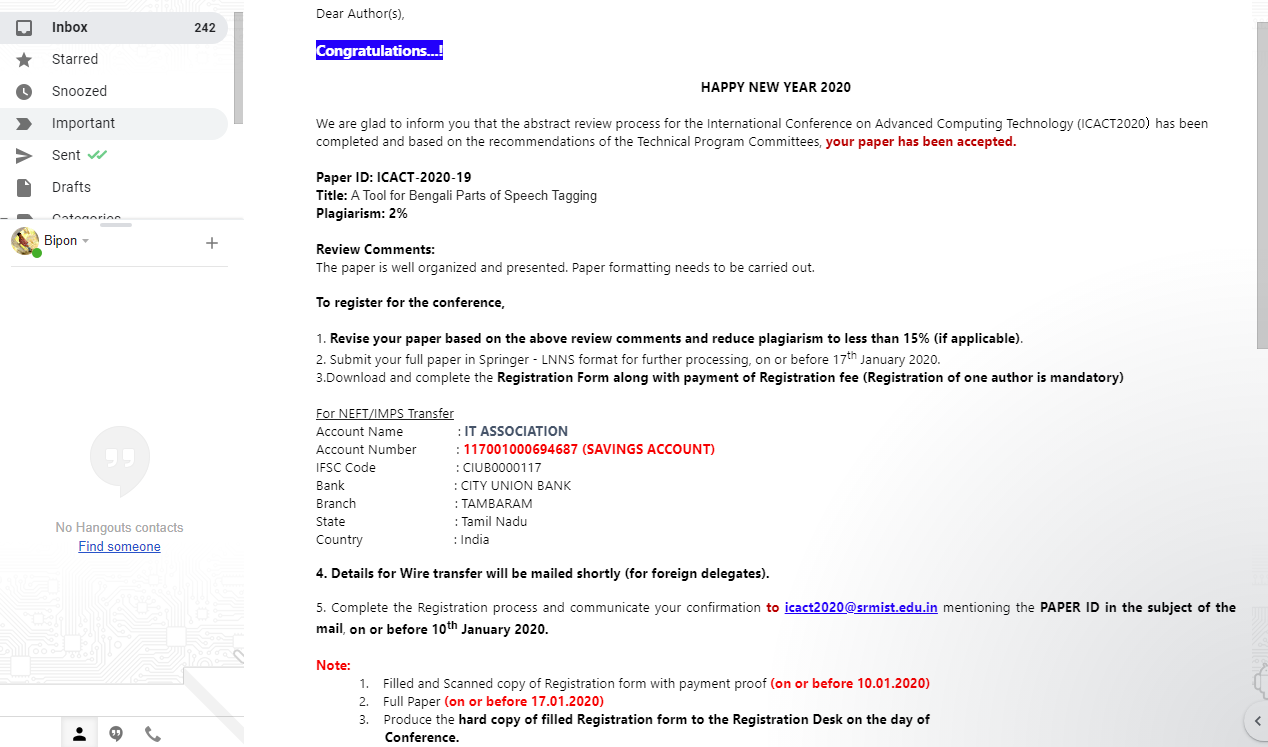 Inbox 242
Starred
Snoozed
Important
Sent
Drafts
Categories
Bipon
No Hangouts contacts
Find someone
Dear Author(s),
Congratulations...!
HAPPY NEW YEAR 2020
We are glad to inform you that the abstract review process for the International Conference on Advanced Computing Technology (ICACT2020) has been
completed and based on the recommendations of the Technical Program Committees, your paper has been accepted.
Paper ID: ICACT-2020-19
Title: A Tool for Bengali Parts of Speech Tagging
Plagiarism: 2%
Review Comments:
The paper is well organized and presented. Paper formatting needs to be carried out.
To register for the conference,
1. Revise your paper based on the above review comments and reduce plagiarism to less than 15% (if applicable).
2. Submit your full paper in Springer - LNNS format for further processing, on or before 17th January 2020.
3.Download and complete the Registration Form along with payment of Registration fee (Registration of one author is mandatory)
For NEFT/IMPS Transfer
Account Name : IT ASSOCIATION
Account Number : 117001000694687 (SAVINGS ACCOUNT)
IFSC Code : CIUB0000117
Bank : CITY UNION BANK
Branch : TAMBARAM
State : Tamil Nadu
Country : India
4. Details for Wire transfer will be mailed shortly (for foreign delegates).
5. Complete the Registration process and communicate your confirmation to icact2020@srmist.edu.in mentioning the PAPER ID in the subject of the
mail, on or before 10th January 2020.
Note:
1. Filled and Scanned copy of Registration form with payment proof (on or before 10.01.2020)
2. Full Paper (on or before 17.01.2020)
3. Produce the hard copy of filled Registration form to the Registration Desk on the day of
Conference.